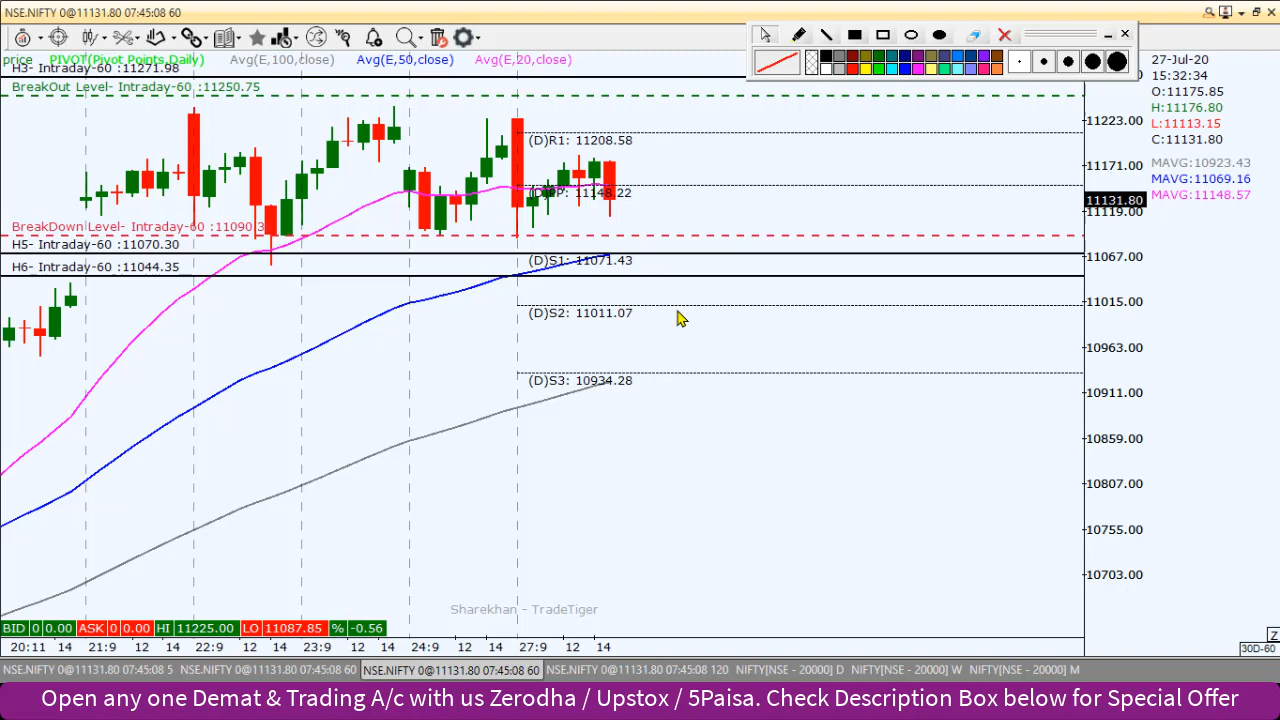 NSE.NIFTY 0@11131.80 07:45:08 60
price PIVOT(Pivot Points,Daily) Avg(E,100,close) Avg(E,50,close) Avg(E,20,close)
H3- Intraday-60 :11271.98
BreakOut Level- Intraday-60 :11250.75
27-Jul-20
15:32:34
O:11175.85
H:11176.80
L:11113.15
C:11131.80
MAVG:10923.43
MAVG:11069.16
MAVG:11148.57
(D)R1: 11208.58
(D)PP: 11148.22
BreakDown Level- Intraday-60 :11090.3
H5- Intraday-60 :11070.30
H6- Intraday-60 :11044.35
(D)S1: 11071.43
(D)S2: 11011.07
(D)S3: 10934.28
11223.00
11171.00
11131.80
11119.00
11067.00
11015.00
10963.00
10911.00
10859.00
10807.00
10755.00
10703.00
Sharekhan - TradeTiger
BID 0 0.00 ASK 0 0.00 HI 11225.00 LO 11087.85 % -0.56
20:11 14 21:9 12 14 22:9 12 14 23:9 12 14 24:9 12 14 27:9 12 14
Z
30D-60
NSE.NIFTY 0@11131.80 07:45:08 5 NSE.NIFTY 0@11131.80 07:45:08 60 NSE.NIFTY 0@11131.80 07:45:08 60 NSE.NIFTY 0@11131.80 07:45:08 120 NIFTY[NSE - 20000] D NIFTY[NSE - 20000] W NIFTY[NSE - 20000] M
Open any one Demat & Trading A/c with us Zerodha / Upstox / 5Paisa. Check Description Box below for Special Offer